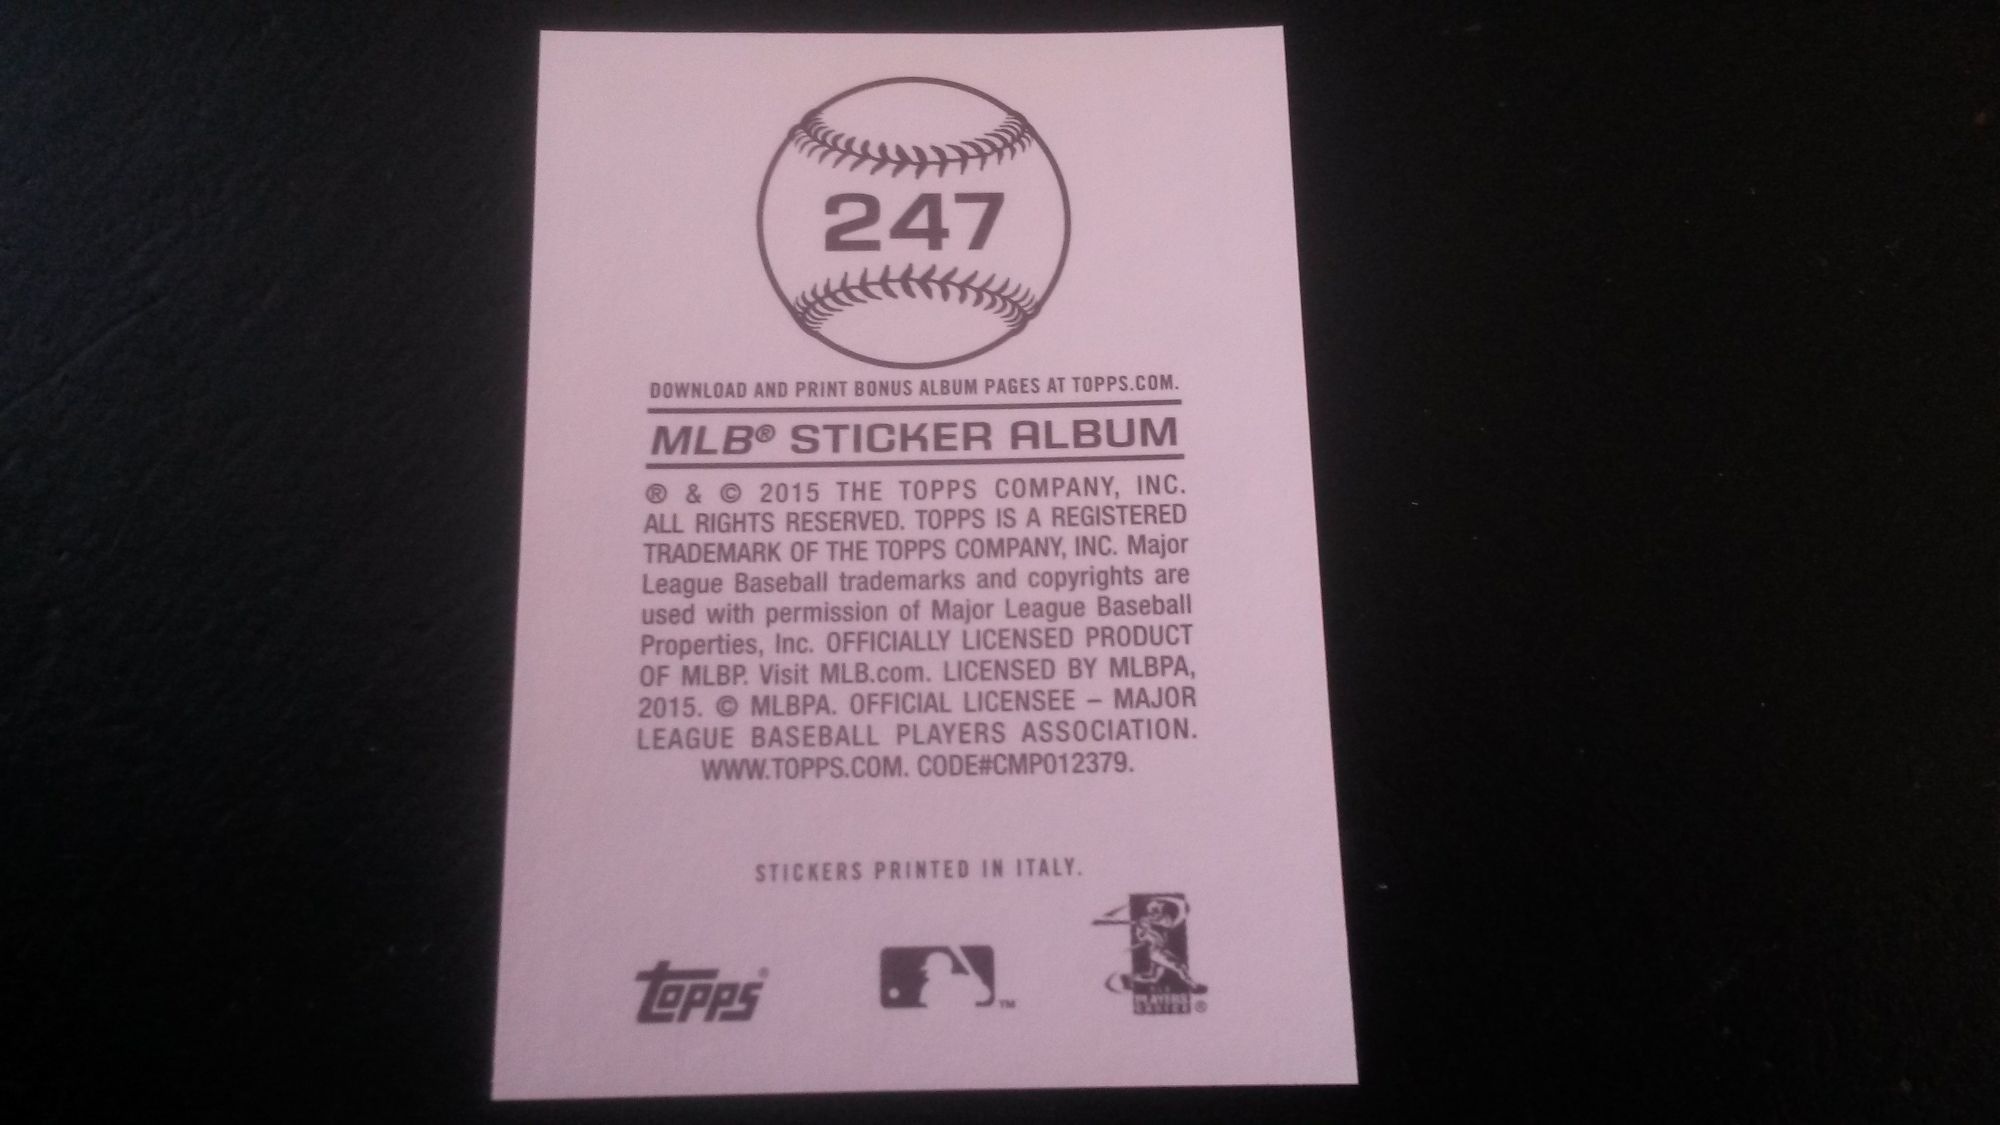 247
DOWNLOAD AND PRINT BONUS ALBUM PAGES AT TOPPS.COM.
MLB® STICKER ALBUM
® & © 2015 THE TOPPS COMPANY, INC.
ALL RIGHTS RESERVED. TOPPS IS A REGISTERED
TRADEMARK OF THE TOPPS COMPANY, INC. Major
League Baseball trademarks and copyrights are
used with permission of Major League Baseball
Properties, Inc. OFFICIALLY LICENSED PRODUCT
OF MLBP. Visit MLB.com. LICENSED BY MLBPA,
2015. © MLBPA. OFFICIAL LICENSEE – MAJOR
LEAGUE BASEBALL PLAYERS ASSOCIATION.
WWW.TOPPS.COM. CODE#CMP012379.
STICKERS PRINTED IN ITALY.
topps®
™
PLAYERS
®